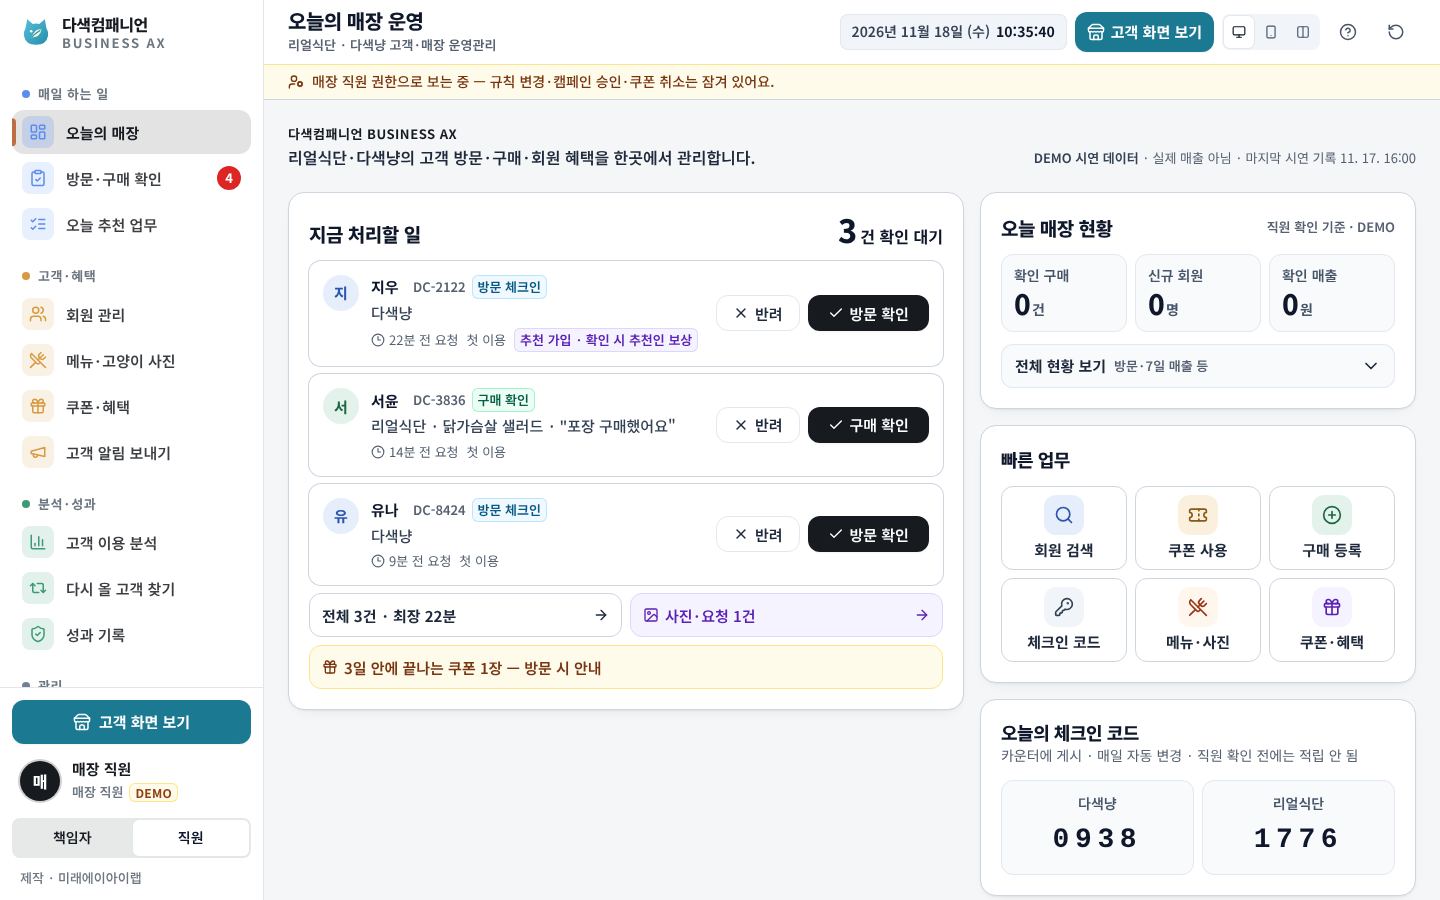 다색컴패니언
BUSINESS AX
매일 하는 일
오늘의 매장
방문·구매 확인 4
오늘 추천 업무
고객·혜택
회원 관리
메뉴·고양이 사진
쿠폰·혜택
고객 알림 보내기
분석·성과
고객 이용 분석
다시 올 고객 찾기
성과 기록
관리
고객 화면 보기
매 매장 직원
매장 직원 DEMO
책임자 직원
제작 · 미래에이아이랩
오늘의 매장 운영
리얼식단 · 다색냥 고객·매장 운영관리
2026년 11월 18일 (수) 10:35:40
고객 화면 보기
매장 직원 권한으로 보는 중 — 규칙 변경·캠페인 승인·쿠폰 취소는 잠겨 있어요.
다색컴패니언 BUSINESS AX
리얼식단·다색냥의 고객 방문·구매·회원 혜택을 한곳에서 관리합니다.
DEMO 시연 데이터 · 실제 매출 아님 · 마지막 시연 기록 11. 17. 16:00
지금 처리할 일
3건 확인 대기
지 지우 DC-2122 방문 체크인
다색냥
22분 전 요청 첫 이용 추천 가입 · 확인 시 추천인 보상
반려 방문 확인
서 서윤 DC-3836 구매 확인
리얼식단 · 닭가슴살 샐러드 · "포장 구매했어요"
14분 전 요청 첫 이용
반려 구매 확인
유 유나 DC-8424 방문 체크인
다색냥
9분 전 요청 첫 이용
반려 방문 확인
전체 3건 · 최장 22분
사진·요청 1건
3일 안에 끝나는 쿠폰 1장 — 방문 시 안내
오늘 매장 현황
직원 확인 기준 · DEMO
확인 구매
0건
신규 회원
0명
확인 매출
0원
전체 현황 보기 방문·7일 매출 등
빠른 업무
회원 검색
쿠폰 사용
구매 등록
체크인 코드
메뉴·사진
쿠폰·혜택
오늘의 체크인 코드
카운터에 게시 · 매일 자동 변경 · 직원 확인 전에는 적립 안 됨
다색냥
0938
리얼식단
1776